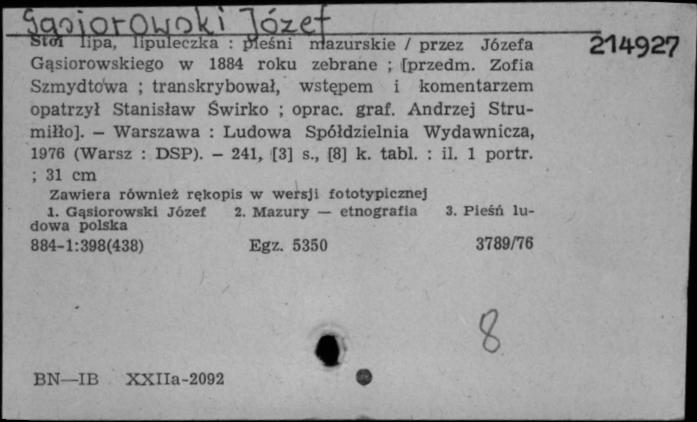 Gąsiorowski Józef
Stoi lipa, lipuleczka : pieśni mazurskie / przez Józefa
214927
Gąsiorowskiego w 1884 roku zebrane ; [przedm. Zofia
Szmydtowa ; transkrybował, wstępem i komentarzem
opatrzył Stanisław Świrko ; oprac. graf. Andrzej Stru-
miłło]. — Warszawa : Ludowa Spółdzielnia Wydawnicza,
1976 (Warsz : DSP). — 241, [3] s., [8] k. tabl. : il. 1 portr.
; 31 cm
Zawiera również rękopis w wersji fototypicznej
1. Gąsiorowski Józef 2. Mazury — etnografia 3. Pieśń lu-
dowa polska
884-1:398(438) Egz. 5350 3789/76
8
BN—IB XXIIa-2092